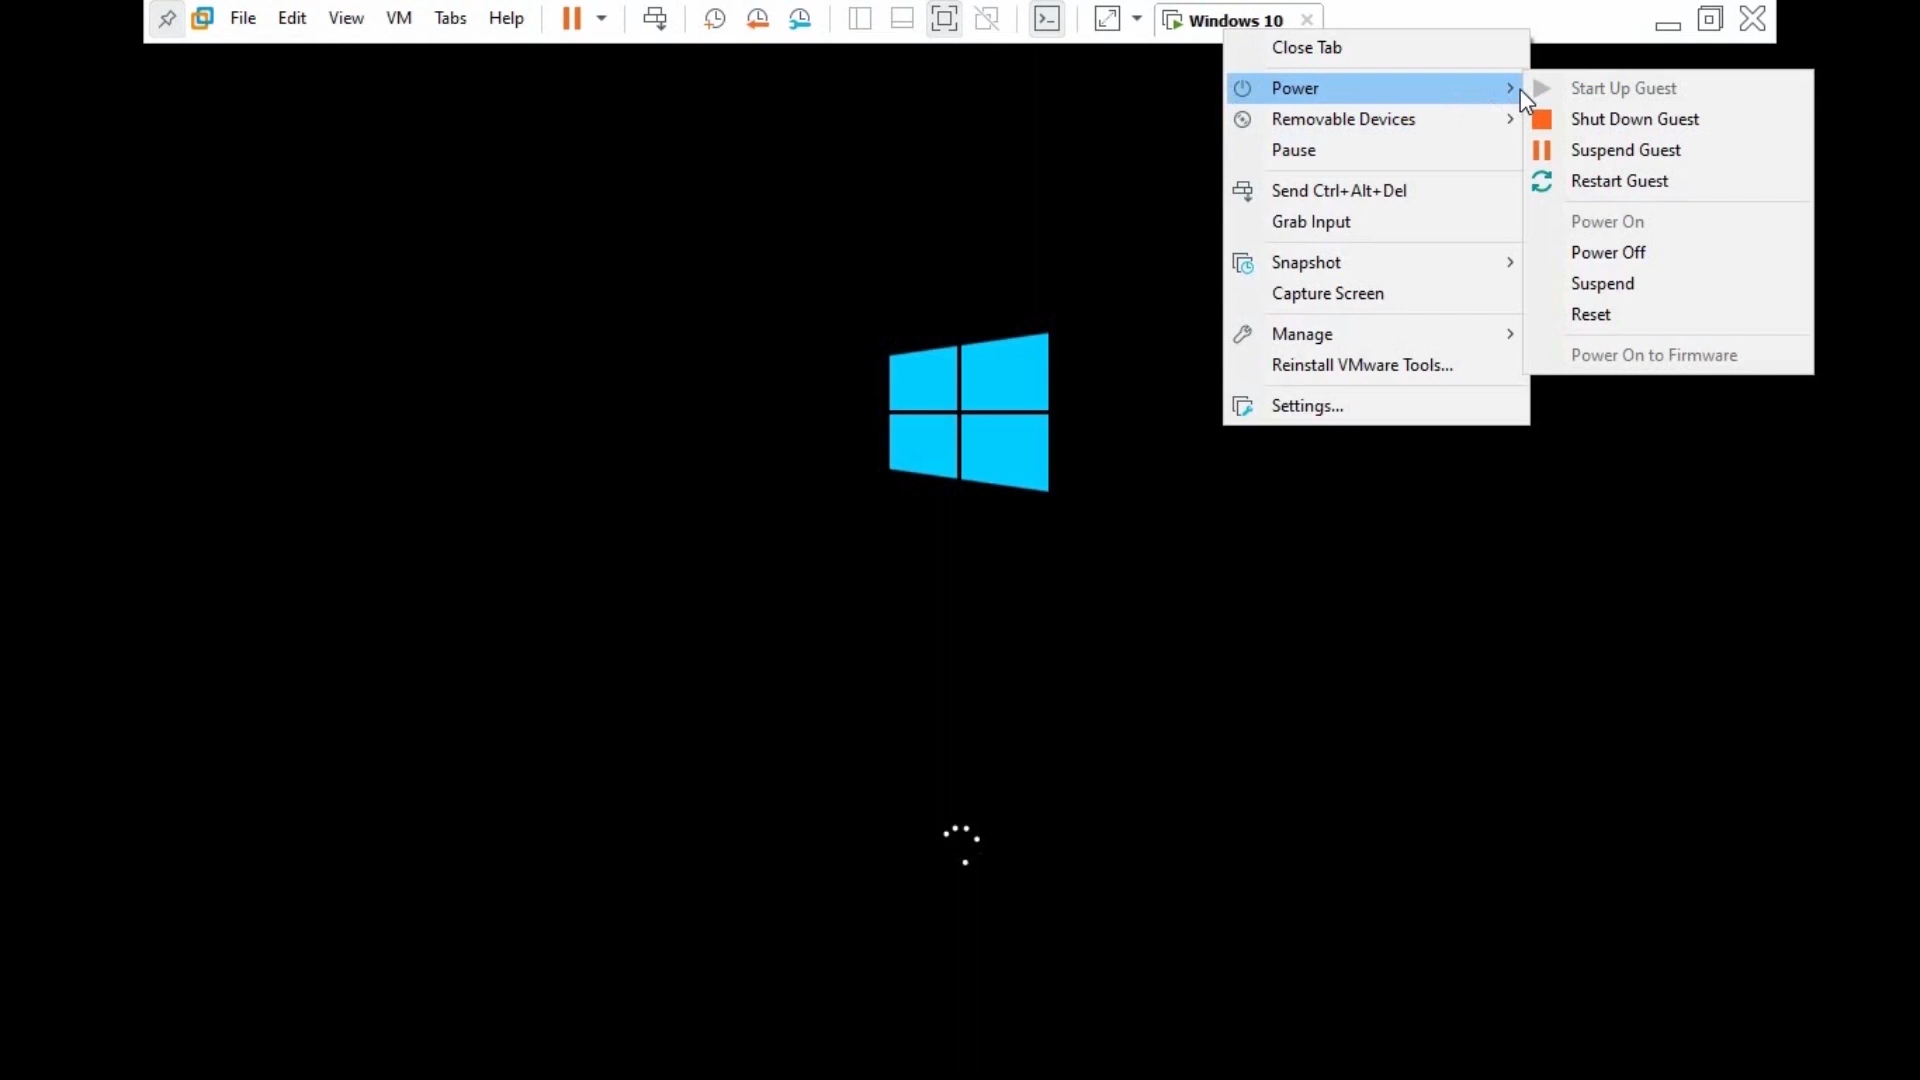 File Edit View VM Tabs Help Windows 10
Close Tab
Power
Removable Devices
Pause
Send Ctrl+Alt+Del
Grab Input
Snapshot
Capture Screen
Manage
Reinstall VMware Tools...
Settings...
Start Up Guest
Shut Down Guest
Suspend Guest
Restart Guest
Power On
Power Off
Suspend
Reset
Power On to Firmware